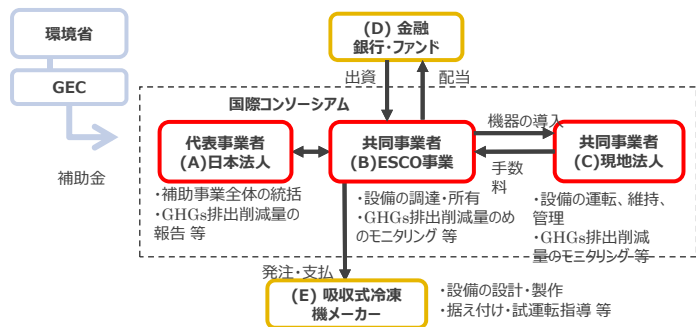 環境省
GEC
補助金
(D) 金融
銀行・ファンド
出資
配当
国際コンソーシアム
代表事業者
(A)日本法人
共同事業者
(B)ESCO事業
機器の導入
手数
料
共同事業者
(C)現地法人
・補助事業全体の統括
・GHGs排出削減量の
報告 等
・設備の調達・所有
・GHGs排出削減量のめ
のモニタリング 等
・設備の運転、維持、
管理
・GHGs排出削減
量のモニタリング 等
発注・支払
(E) 吸収式冷凍
機メーカー
・設備の設計・製作
・据え付け・試運転指導 等